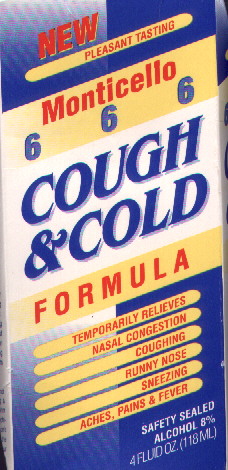 NEW
PLEASANT TASTING
Monticello
6 6 6
COUGH
&COLD
FORMULA
TEMPORARILY RELIEVES
NASAL CONGESTION
COUGHING
RUNNY NOSE
SNEEZING
ACHES, PAINS & FEVER
SAFETY SEALED
ALCOHOL 8%
4 FLUID OZ. (118 ML)